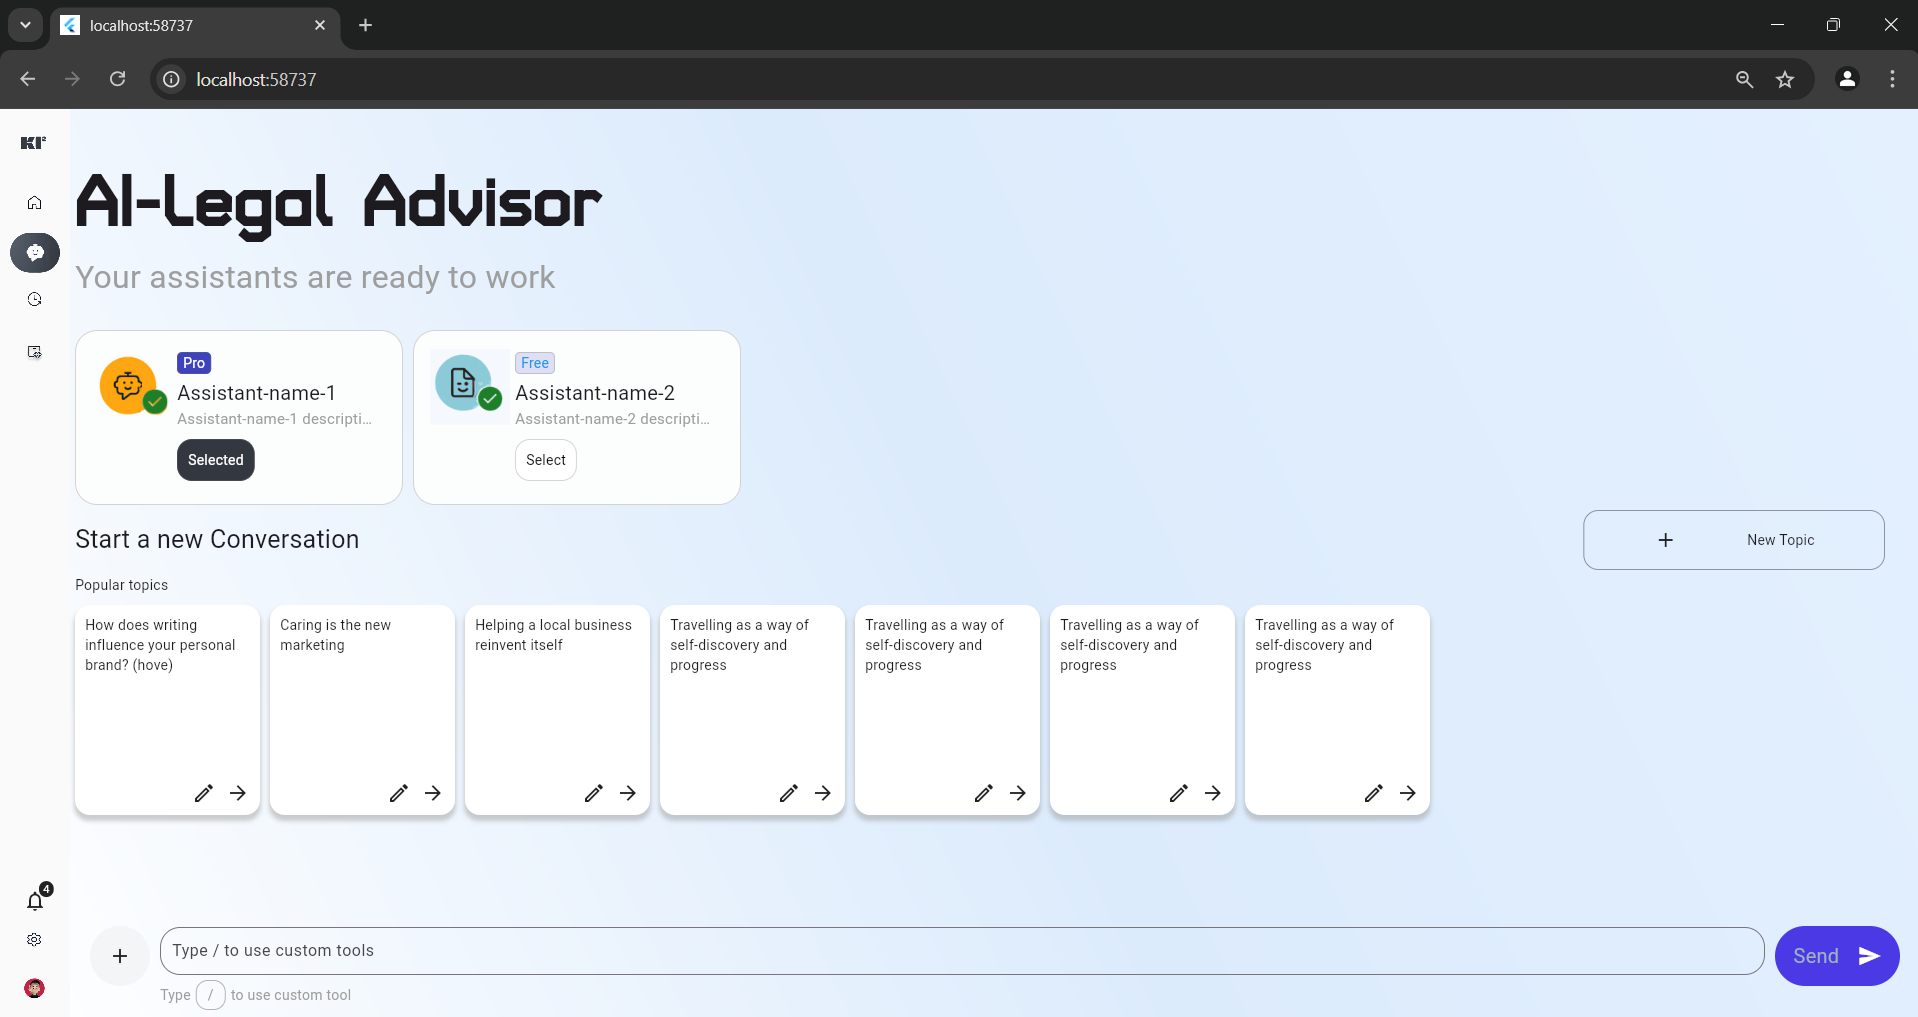 localhost:58737
localhost:58737
KI²
AI-Legal Advisor
Your assistants are ready to work
Pro
Assistant-name-1
Assistant-name-1 descripti...
Selected
Free
Assistant-name-2
Assistant-name-2 descripti...
Select
Start a new Conversation
New Topic
Popular topics
How does writing
influence your personal
brand? (hove)
Caring is the new
marketing
Helping a local business
reinvent itself
Travelling as a way of
self-discovery and
progress
Travelling as a way of
self-discovery and
progress
Travelling as a way of
self-discovery and
progress
Travelling as a way of
self-discovery and
progress
4
Type / to use custom tools
Send
Type / to use custom tool